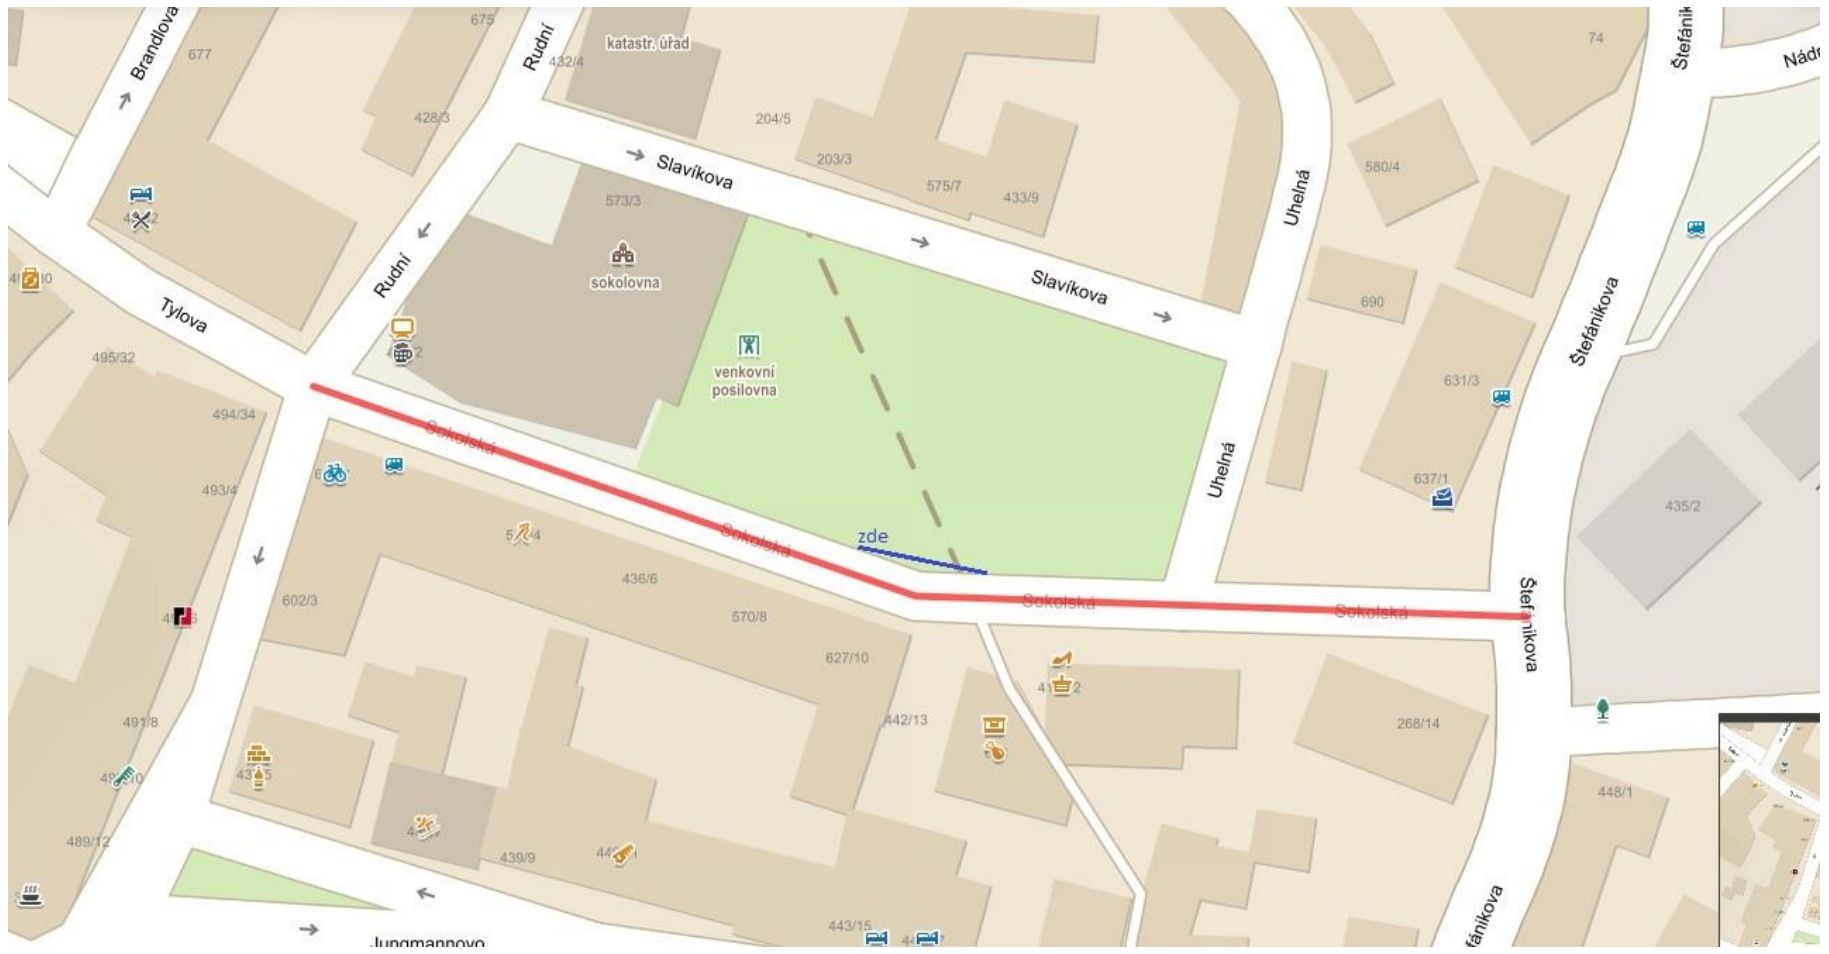 Brandlova
677
675
Rudní
432/4
katastr. úřad
74
Štefánik
Nádr
428/3
204/5
203/3
575/7
433/9
Slavíkova
573/3
580/4
Uhelná
sokolovna
Rudní
Slavíkova
690
Štefánikova
Tylova
495/32
venkovní
posilovna
631/3
494/34
Sokolská
Uhelná
637/1
493/4
435/2
zde
Sokolská
436/6
602/3
570/8
Sokolská
Sokolská
Štefánikova
627/10
491/8
442/13
268/14
448/1
489/12
439/9
443/15
fánikova
Jungmannovo